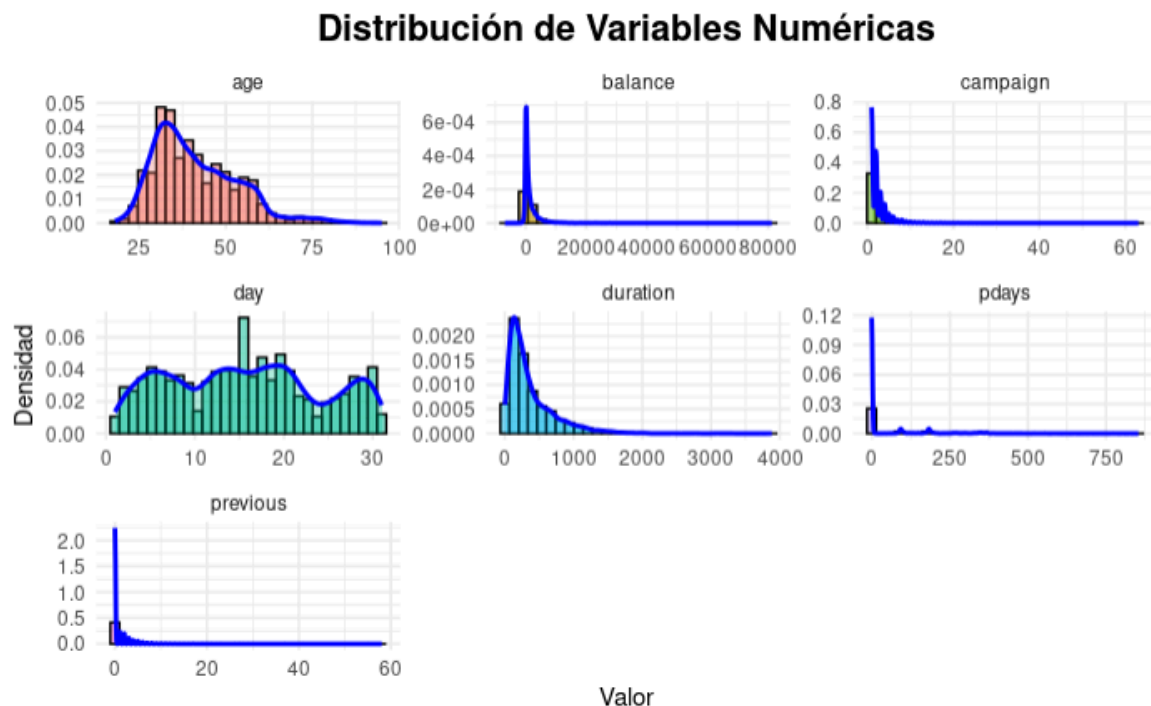 Distribución de Variables Numéricas
age balance campaign
0.05 0.04 0.03 0.02 0.01 0.00
25 50 75 100
6e-04 4e-04 2e-04 0e+00
0 20000 40000 60000 80000
0.8 0.6 0.4 0.2 0.0
0 20 40 60
day duration pdays
Densidad
0.06 0.04 0.02 0.00
0 10 20 30
0.0020 0.0015 0.0010 0.0005 0.0000
0 1000 2000 3000 4000
0.12 0.09 0.06 0.03 0.00
0 250 500 750
previous
2.0 1.5 1.0 0.5 0.0
0 20 40 60
Valor